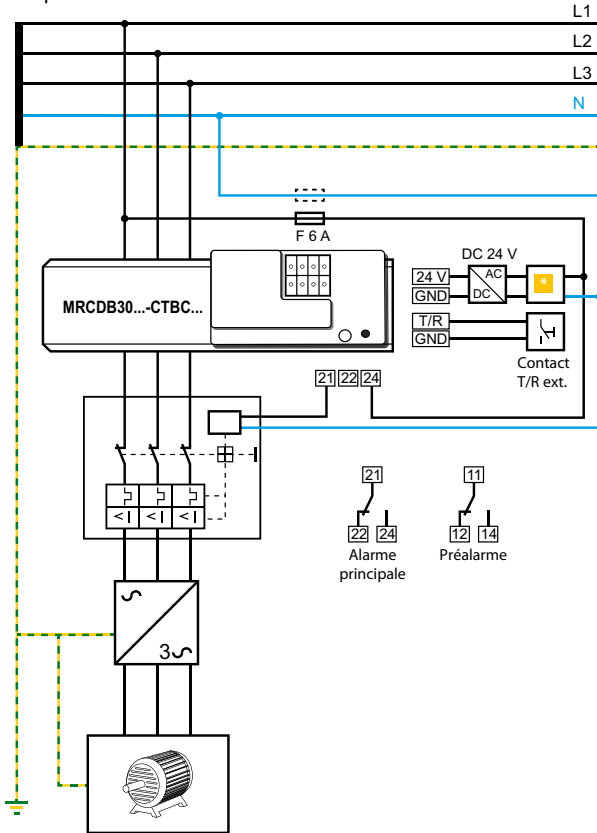 L1
L2
L3
N
F 6 A
DC 24 V
24 V
AC
DC
*
GND
T/R
GND
MRCDB30...-CTBC...
Contact
T/R ext.
21 22 24
21
11
22 24
12 14
Alarme
principale
Préalarme
3